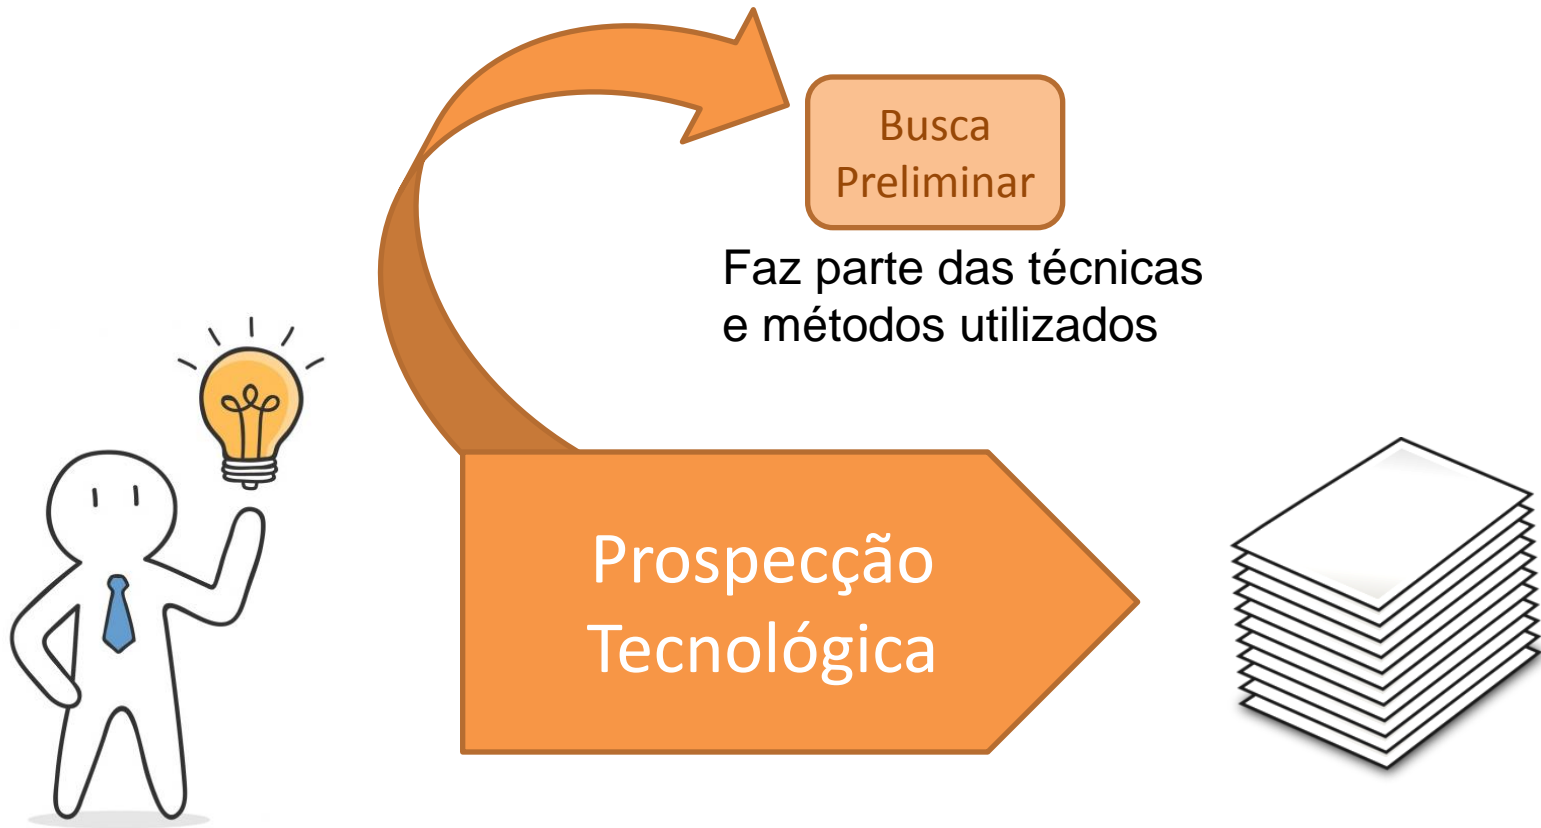 Busca
Preliminar
Faz parte das técnicas
e métodos utilizados
Prospecção
Tecnológica